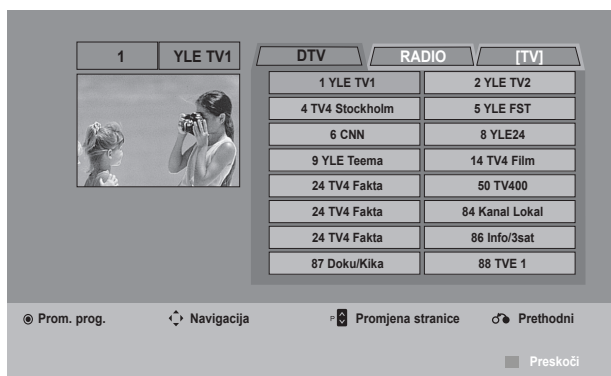 1 YLE TV1
DTV RADIO [TV]
1 YLE TV1 2 YLE TV2
4 TV4 Stockholm 5 YLE FST
6 CNN 8 YLE24
9 YLE Teema 14 TV4 Film
24 TV4 Fakta 50 TV400
24 TV4 Fakta 84 Kanal Lokal
24 TV4 Fakta 86 Info/3sat
87 Doku/Kika 88 TVE 1
Prom. prog. Navigacija P Promjena stranice Prethodni
Preskoči